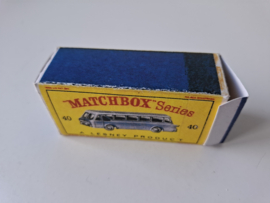 "MATCHBOX" Series
40 40
A LESNEY PRODUCT